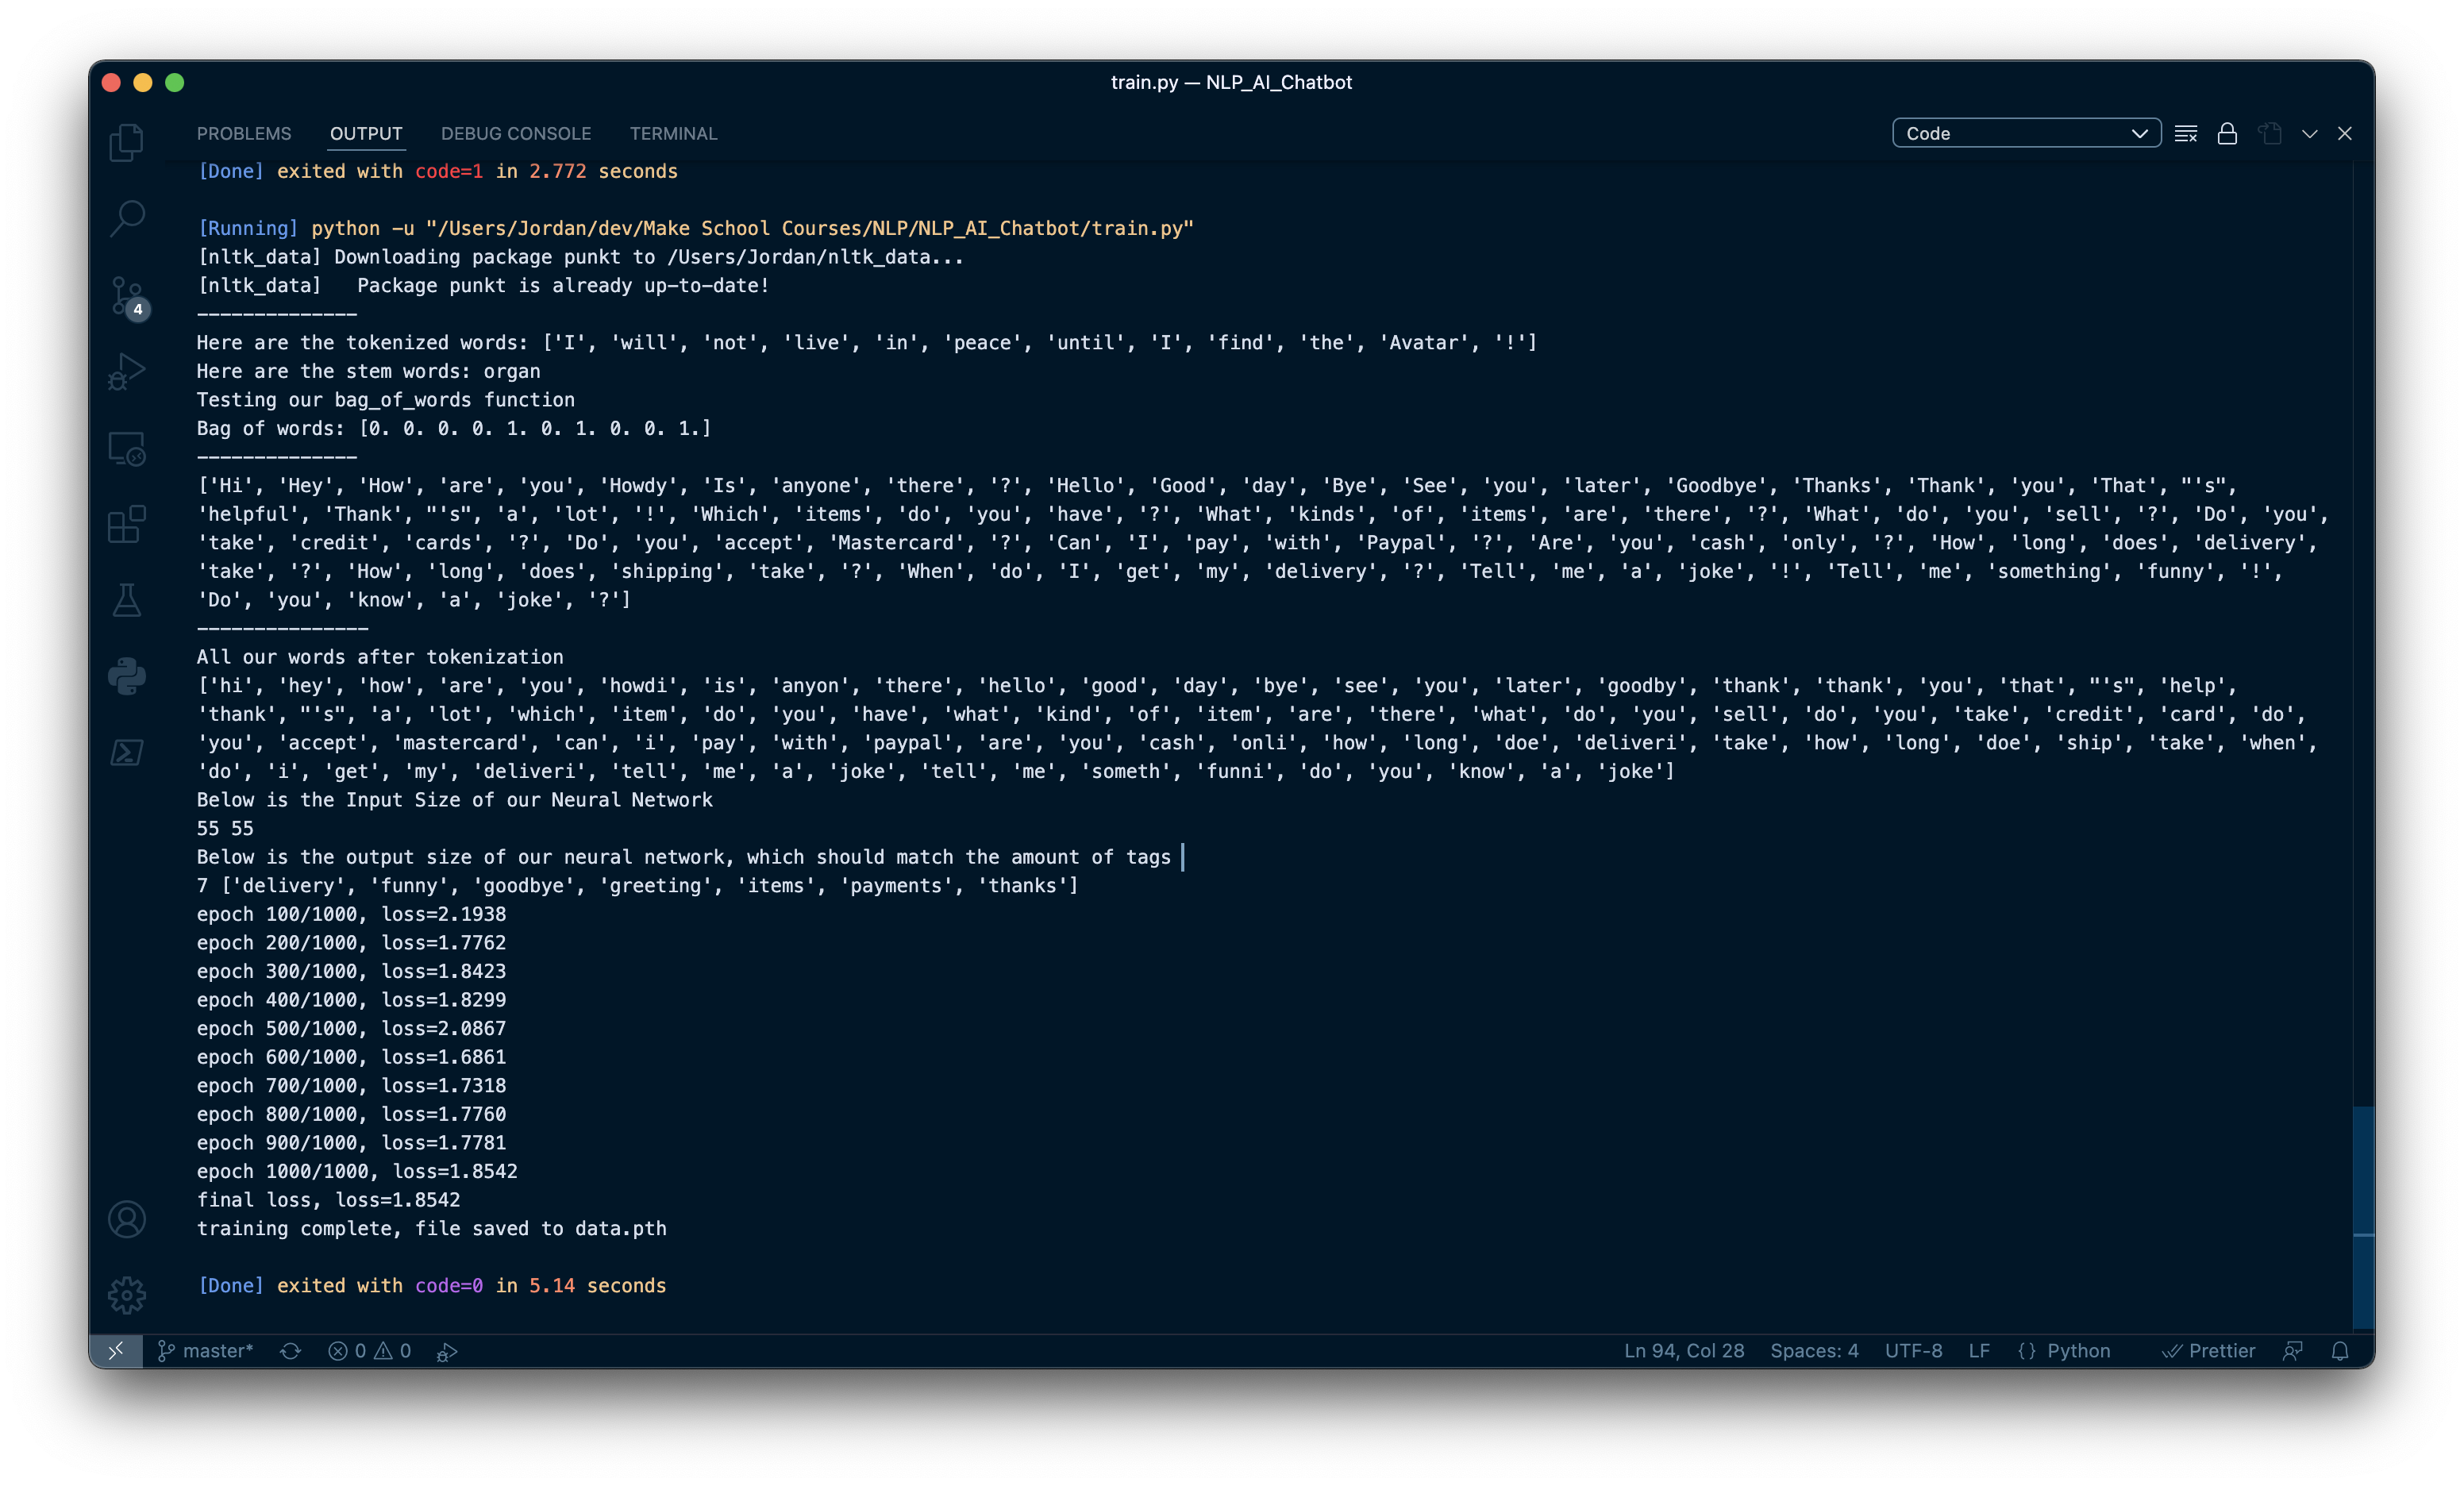 train.py — NLP_AI_Chatbot
PROBLEMS OUTPUT DEBUG CONSOLE TERMINAL Code
[Done] exited with code=1 in 2.772 seconds
[Running] python -u "/Users/Jordan/dev/Make School Courses/NLP/NLP_AI_Chatbot/train.py"
[nltk_data] Downloading package punkt to /Users/Jordan/nltk_data...
[nltk_data]   Package punkt is already up-to-date!
--------------
Here are the tokenized words: ['I', 'will', 'not', 'live', 'in', 'peace', 'until', 'I', 'find', 'the', 'Avatar', '!']
Here are the stem words: organ
Testing our bag_of_words function
Bag of words: [0. 0. 0. 0. 1. 0. 1. 0. 0. 1.]
--------------
['Hi', 'Hey', 'How', 'are', 'you', 'Howdy', 'Is', 'anyone', 'there', '?', 'Hello', 'Good', 'day', 'Bye', 'See', 'you', 'later', 'Goodbye', 'Thanks', 'Thank', 'you', 'That', "'s",
'helpful', 'Thank', "'s", 'a', 'lot', '!', 'Which', 'items', 'do', 'you', 'have', '?', 'What', 'kinds', 'of', 'items', 'are', 'there', '?', 'What', 'do', 'you', 'sell', '?', 'Do', 'you',
'take', 'credit', 'cards', '?', 'Do', 'you', 'accept', 'Mastercard', '?', 'Can', 'I', 'pay', 'with', 'Paypal', '?', 'Are', 'you', 'cash', 'only', '?', 'How', 'long', 'does', 'delivery',
'take', '?', 'How', 'long', 'does', 'shipping', 'take', '?', 'When', 'do', 'I', 'get', 'my', 'delivery', '?', 'Tell', 'me', 'a', 'joke', '!', 'Tell', 'me', 'something', 'funny', '!',
'Do', 'you', 'know', 'a', 'joke', '?']
---------------
All our words after tokenization
['hi', 'hey', 'how', 'are', 'you', 'howdi', 'is', 'anyon', 'there', 'hello', 'good', 'day', 'bye', 'see', 'you', 'later', 'goodby', 'thank', 'thank', 'you', 'that', "'s", 'help',
'thank', "'s", 'a', 'lot', 'which', 'item', 'do', 'you', 'have', 'what', 'kind', 'of', 'item', 'are', 'there', 'what', 'do', 'you', 'sell', 'do', 'you', 'take', 'credit', 'card', 'do',
'you', 'accept', 'mastercard', 'can', 'i', 'pay', 'with', 'paypal', 'are', 'you', 'cash', 'onli', 'how', 'long', 'doe', 'deliveri', 'take', 'how', 'long', 'doe', 'ship', 'take', 'when',
'do', 'i', 'get', 'my', 'deliveri', 'tell', 'me', 'a', 'joke', 'tell', 'me', 'someth', 'funni', 'do', 'you', 'know', 'a', 'joke']
Below is the Input Size of our Neural Network
55 55
Below is the output size of our neural network, which should match the amount of tags
7 ['delivery', 'funny', 'goodbye', 'greeting', 'items', 'payments', 'thanks']
epoch 100/1000, loss=2.1938
epoch 200/1000, loss=1.7762
epoch 300/1000, loss=1.8423
epoch 400/1000, loss=1.8299
epoch 500/1000, loss=2.0867
epoch 600/1000, loss=1.6861
epoch 700/1000, loss=1.7318
epoch 800/1000, loss=1.7760
epoch 900/1000, loss=1.7781
epoch 1000/1000, loss=1.8542
final loss, loss=1.8542
training complete, file saved to data.pth
[Done] exited with code=0 in 5.14 seconds
4
master* 0 0 Ln 94, Col 28 Spaces: 4 UTF-8 LF {} Python Prettier